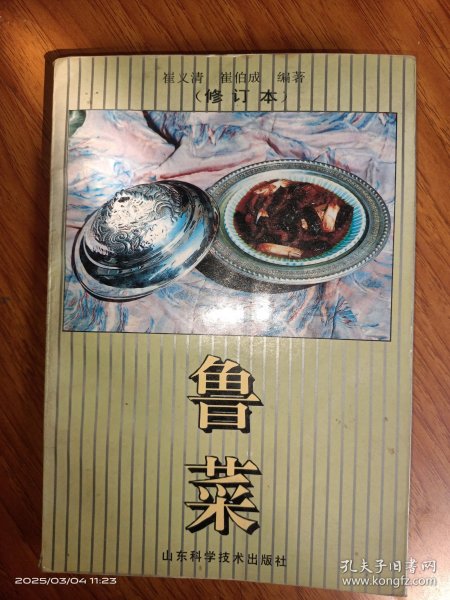 崔义清 崔伯成 编著
（修订本）
鲁
菜
山东科学技术出版社
2025/03/04 11:23
孔夫子旧书网
www.kongfz.com